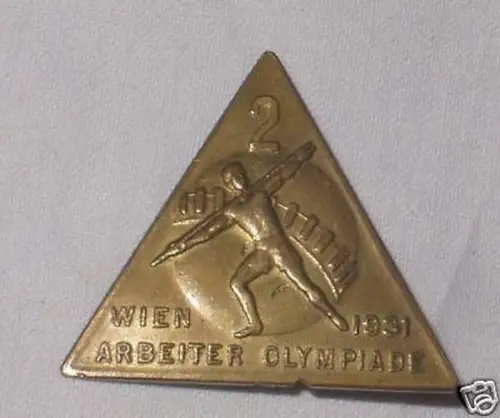 2
WIEN 1931
ARBEITER OLYMPIADE